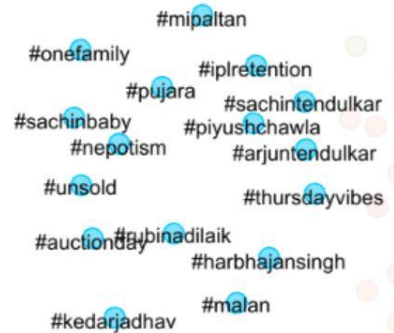 #mipaltan
#onefamily
#iplretention
#pujara
#sachintendulkar
#sachinbaby
#piyushchawla
#nepotism
#arjuntendulkar
#unsold
#thursdayvibes
#auctionday
#rubinadilaik
#harbhajansingh
#malan
#kedarjadhav